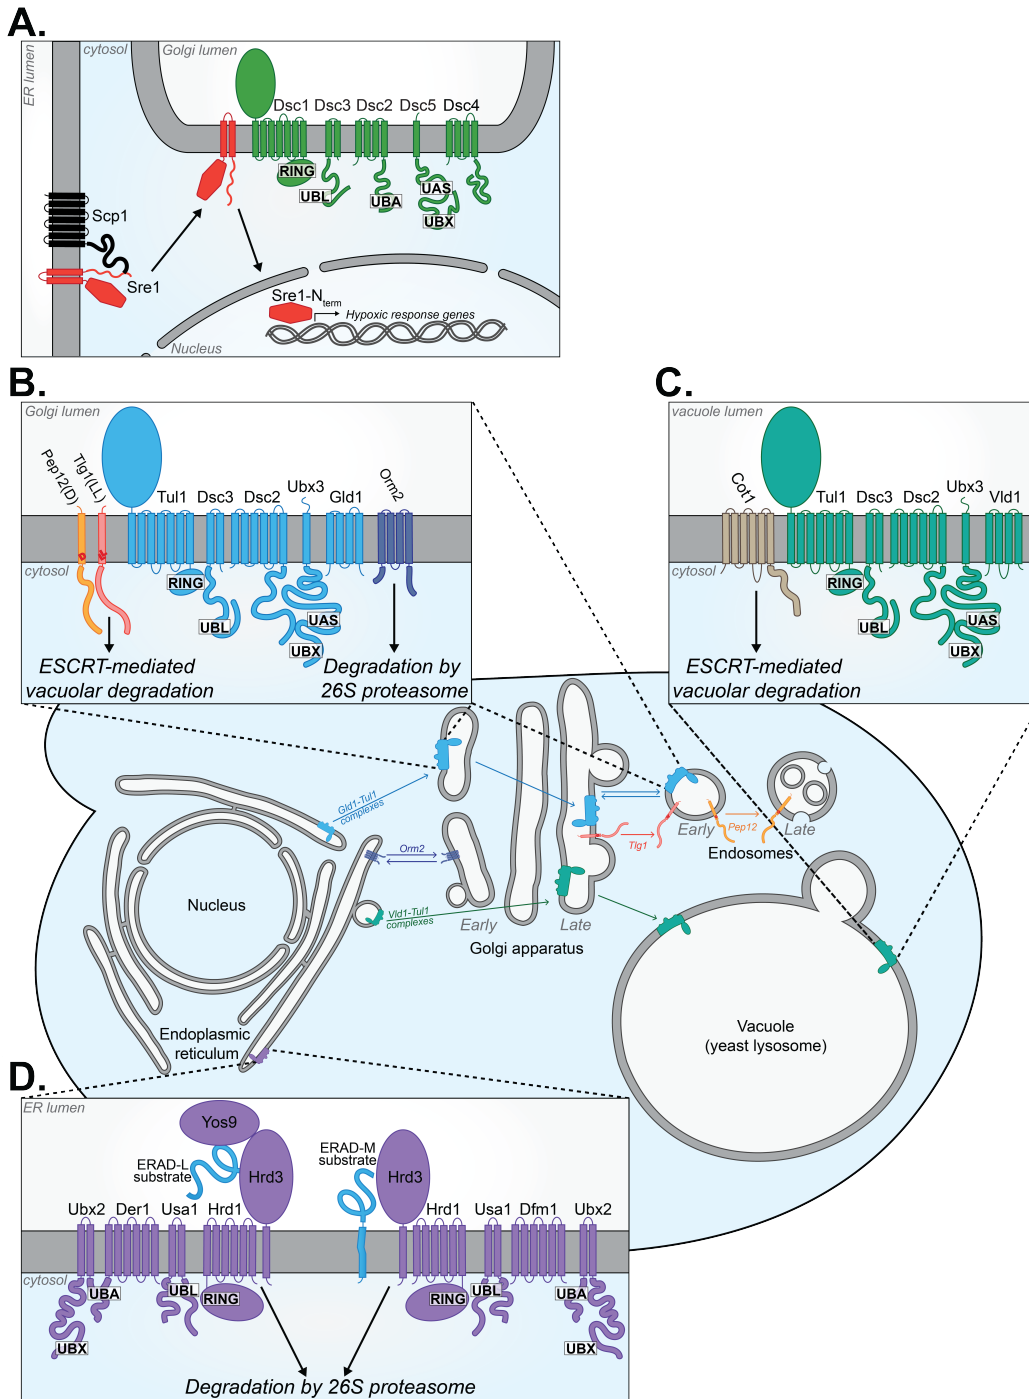 A.
ER lumen
cytosol
Golgi lumen
Dsc1 Dsc3 Dsc2 Dsc5 Dsc4
RING
UBL
UBA
UAS
UBX
Scp1
Sre1
Sre1-Nterm
Hypoxic response genes
Nucleus
B.
Golgi lumen
Pep12(D)
Tlg1(LL)
Tul1 Dsc3 Dsc2 Ubx3 Gld1
Orm2
cytosol
RING
UBL
UAS
UBX
ESCRT-mediated
vacuolar degradation
Degradation by
26S proteasome
C.
vacuole lumen
Cot1
Tul1 Dsc3 Dsc2 Ubx3 Vld1
cytosol
RING
UBL
UAS
UBX
ESCRT-mediated
vacuolar degradation
Gld1-Tul1
complexes
Orm2
Vld1-Tul1
complexes
Tlg1
Pep12
Early
Late
Endosomes
Early
Late
Golgi apparatus
Nucleus
Endoplasmic
reticulum
Vacuole
(yeast lysosome)
D.
ER lumen
Yos9
ERAD-L
substrate
Hrd3
ERAD-M
substrate
Hrd3
Ubx2 Der1 Usa1 Hrd1
Hrd1 Usa1 Dfm1 Ubx2
cytosol
UBA
UBL
RING
UBX
RING
UBL
UBA
UBX
Degradation by 26S proteasome